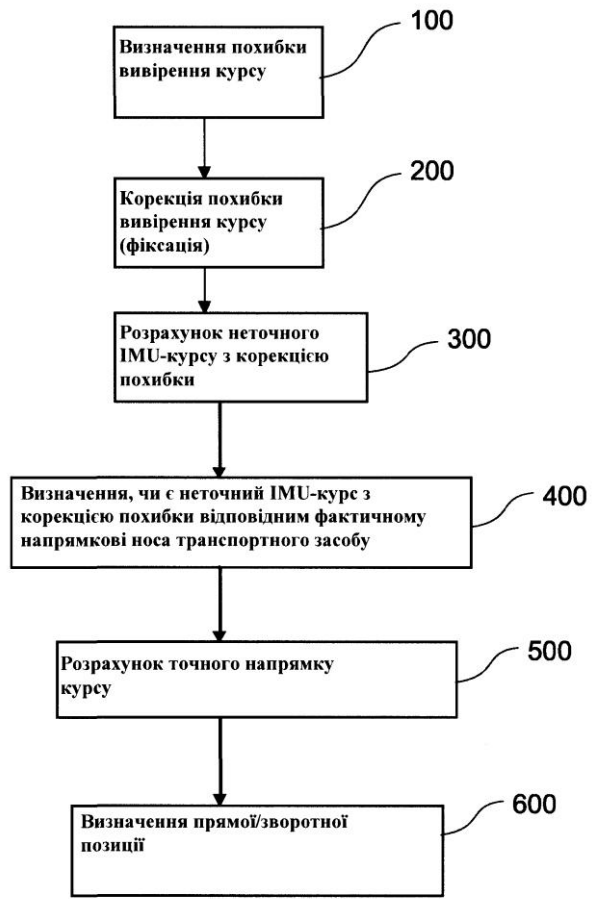 100
Визначення похибки
вивірення курсу
200
Корекція похибки
вивірення курсу
(фіксація)
300
Розрахунок неточного
IMU-курсу з корекцією
похибки
400
Визначення, чи є неточний IMU-курс з
корекцією похибки відповідним фактичному
напрямкові носа транспортного засобу
500
Розрахунок точного напрямку
курсу
600
Визначення прямої/зворотної
позиції